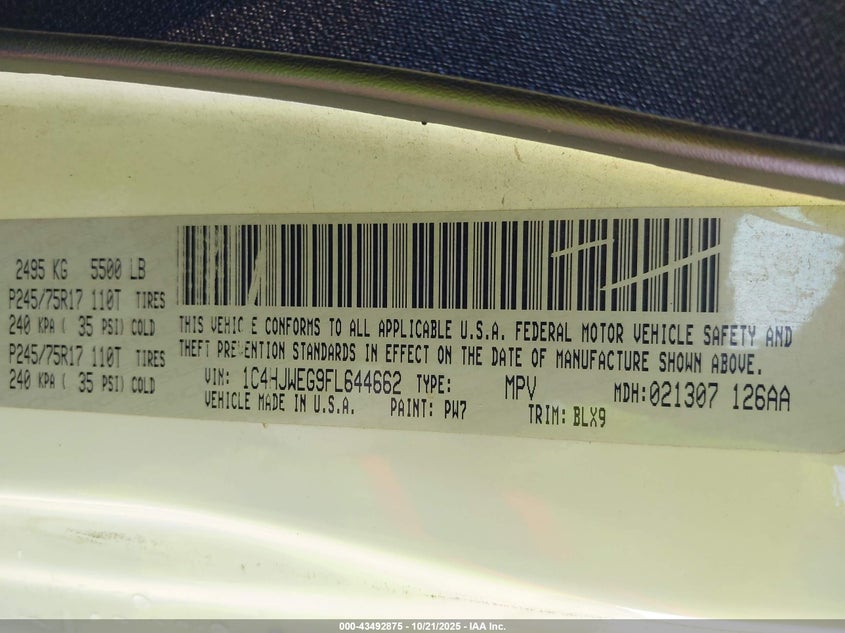 2495 KG 5500 LB
P245/75R17 110T TIRES
240 KPA ( 35 PSI) COLD
P245/75R17 110T TIRES
240 KPA ( 35 PSI) COLD
THIS VEHIC E CONFORMS TO ALL APPLICABLE U.S.A. FEDERAL MOTOR VEHICLE SAFETY AND
THEFT PREVENTION STANDARDS IN EFFECT ON THE DATE OF MANUFACTURE SHOWN ABOVE.
VIN: 1C4HJWEG9FL644662 TYPE: MPV MDH:021307 126AA
VEHICLE MADE IN U.S.A. PAINT: PW7 TRIM: BLX9
000-43492875 - 10/21/2025 - IAA Inc.